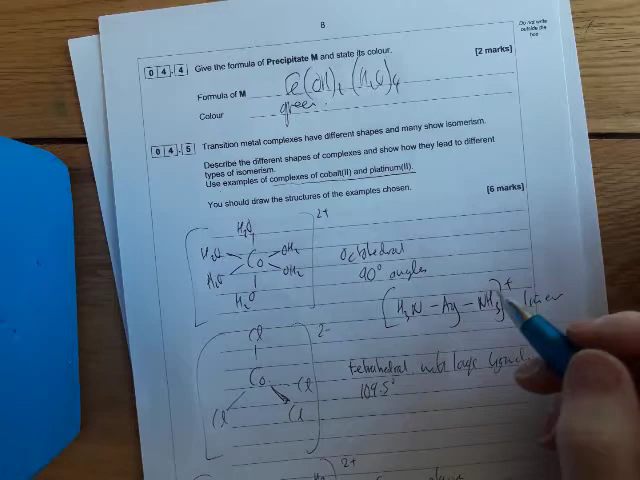 8
Do not write outside the box
0 4 . 4 Give the formula of Precipitate M and state its colour.
[2 marks]
Formula of M Fe(OH)2 (H2O)4
Colour green
0 4 . 5 Transition metal complexes have different shapes and many show isomerism.
Describe the different shapes of complexes and show how they lead to different
types of isomerism.
Use examples of complexes of cobalt(II) and platinum(II).
You should draw the structures of the examples chosen.
[6 marks]
2+
H2O
H2O OH2
Co
H2O OH2
H2O
octahedral
90° angles
[H3N - Ag - NH3]+ linear
2-
Cl
Co
Cl
Cl Cl
tetrahedral with large ligands
109.5°
2+